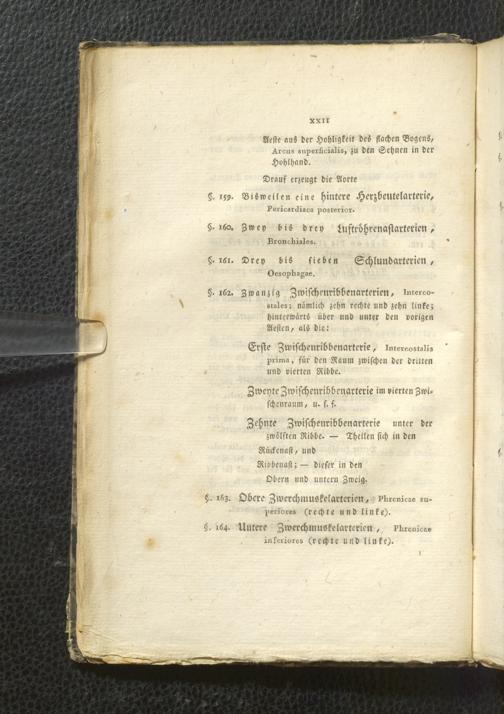 XXII
Aeste aus der Hohligkeit des flachen Bogens,
Arcus superficialis, zu den Sehnen in der
Hohlhand.
Drauf erzeugt die Aorte
§. 159. Bisweilen eine hintere Herzbeutelarterie,
Pericardiaca posterior.
§. 160. Zwey bis drey Luftröhrenastarterien,
Bronchiales.
§. 161. Drey bis sieben Schlundarterien,
Oesophagae.
§. 162. Zwanzig Zwischenribbenarterien, Interco-
stales; nämlich zehn rechte und zehn linke;
hinterwärts über und unter den vorigen
Aesten, als die:
Erste Zwischenribbenarterie, Intercostalis
prima, für den Raum zwischen der dritten
und vierten Ribbe.
Zweyte Zwischenribbenarterie im vierten Zwi-
schenraum, u. s. f.
Zehnte Zwischenribbenarterie unter der
zwölften Ribbe. — Theilen sich in den
Rückenast, und
Ribbenast; — dieser in den
Obern und untern Zweig.
§. 163. Obere Zwerchmuskelarterien, Phrenicae su-
periores (rechte und linke).
§. 164. Untere Zwerchmuskelarterien, Phrenicae
inferiores (rechte und linke).